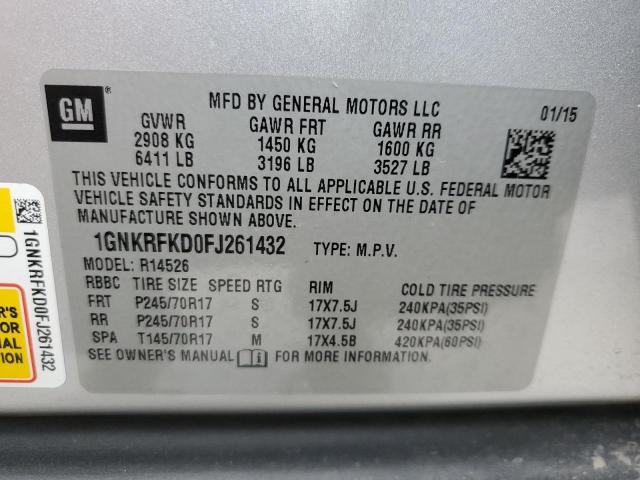 GM ®
MFD BY GENERAL MOTORS LLC 01/15
GVWR GAWR FRT GAWR RR
2908 KG 1450 KG 1600 KG
6411 LB 3196 LB 3527 LB
THIS VEHICLE CONFORMS TO ALL APPLICABLE U.S. FEDERAL MOTOR
VEHICLE SAFETY STANDARDS IN EFFECT ON THE DATE OF
MANUFACTURE SHOWN ABOVE.
1GNKRFKD0FJ261432 TYPE: M.P.V.
MODEL: R14526
RBBC TIRE SIZE SPEED RTG RIM COLD TIRE PRESSURE
FRT P245/70R17 S 17X7.5J 240KPA(35PSI)
RR P245/70R17 S 17X7.5J 240KPA(35PSI)
SPA T145/70R17 M 17X4.5B 420KPA(60PSI)
SEE OWNER'S MANUAL i FOR MORE INFORMATION.
1GNKRFKD0FJ261432
OR